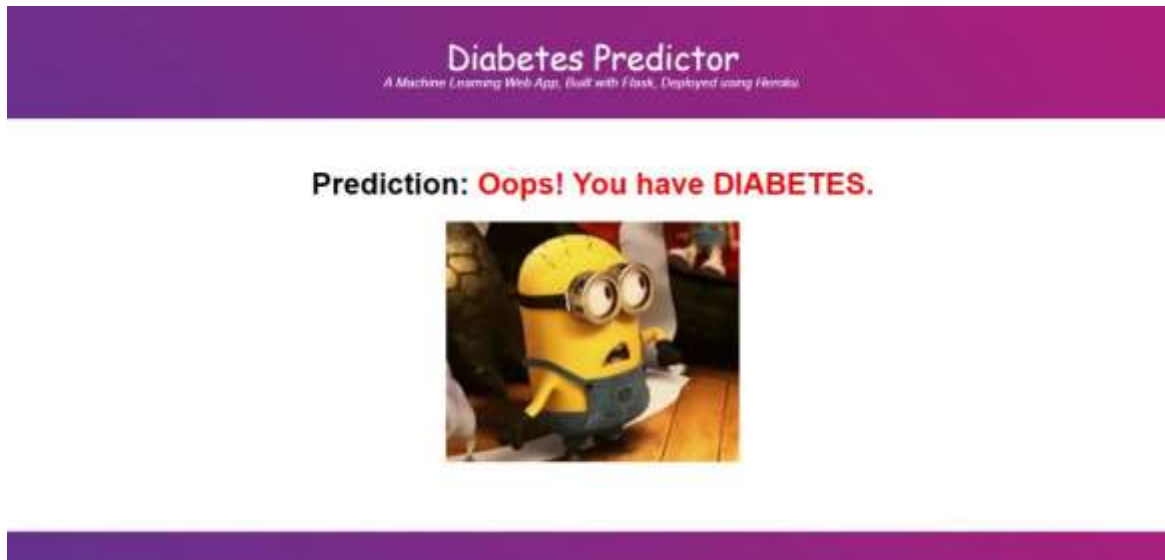 Diabetes Predictor
A Machine Learning Web App, Built with Flask, Deployed using Heroku
Prediction: Oops! You have DIABETES.